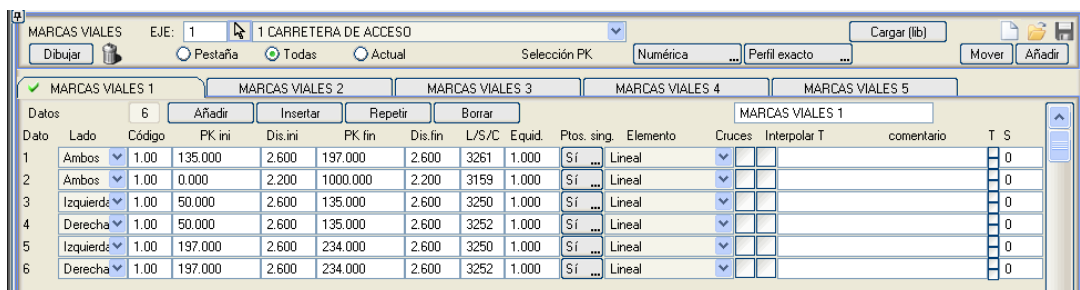 MARCAS VIALES EJE: 1 1 CARRETERA DE ACCESO Cargar (lib)
Dibujar Pestaña Todas Actual Selección PK Numérica ... Perfil exacto ... Mover Añadir
MARCAS VIALES 1 MARCAS VIALES 2 MARCAS VIALES 3 MARCAS VIALES 4 MARCAS VIALES 5
Datos 6 Añadir Insertar Repetir Borrar MARCAS VIALES 1
Dato Lado Código PK ini Dis.ini PK fin Dis.fin L/S/C Equid. Ptos. sing. Elemento Cruces Interpolar T comentario T S
1 Ambos 1.00 135.000 2.600 197.000 2.600 3261 1.000 Sí ... Lineal 0
2 Ambos 1.00 0.000 2.200 1000.000 2.200 3159 1.000 Sí ... Lineal 0
3 Izquierda 1.00 50.000 2.600 135.000 2.600 3250 1.000 Sí ... Lineal 0
4 Derecha 1.00 50.000 2.600 135.000 2.600 3252 1.000 Sí ... Lineal 0
5 Izquierda 1.00 197.000 2.600 234.000 2.600 3250 1.000 Sí ... Lineal 0
6 Derecha 1.00 197.000 2.600 234.000 2.600 3252 1.000 Sí ... Lineal 0